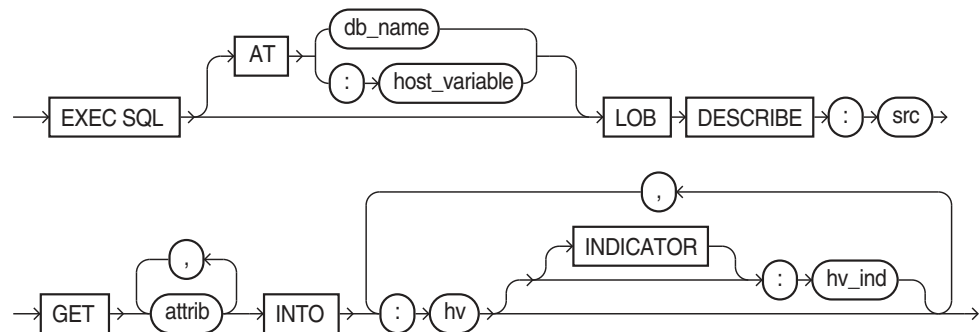 db_name
AT
: host_variable
EXEC SQL LOB DESCRIBE : src
,
, INDICATOR
: hv_ind
GET attrib INTO : hv